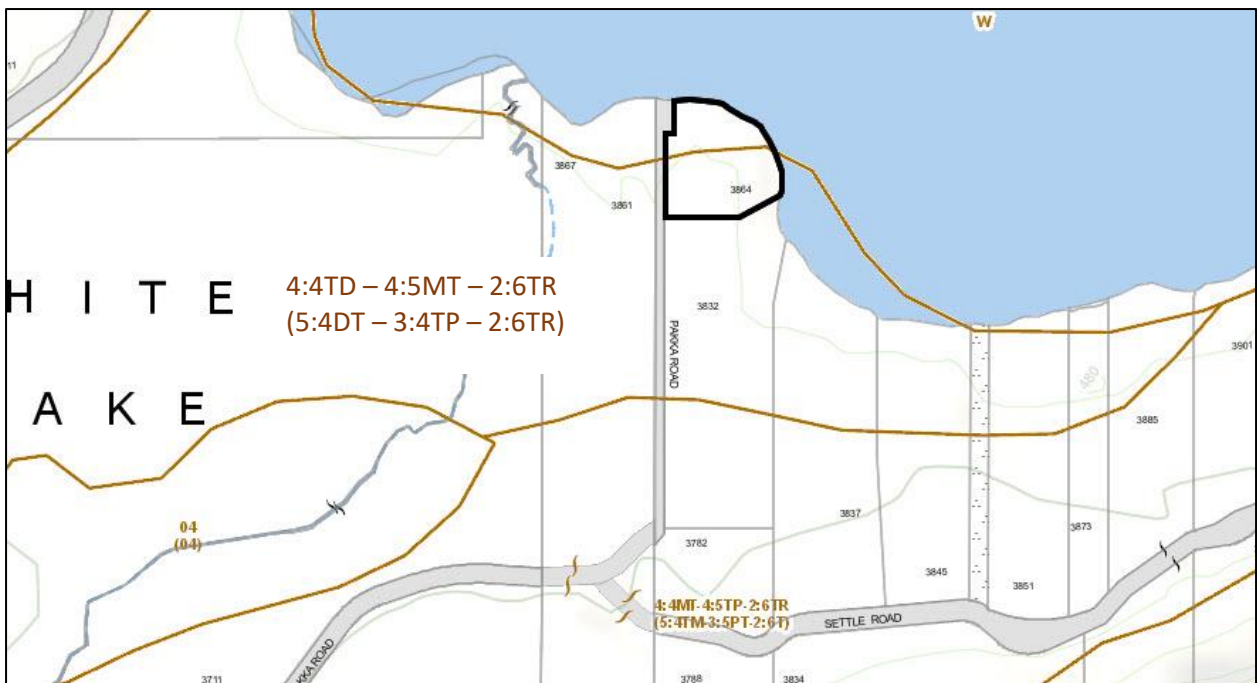 W
11
3867
3864
3861
H I T E
4:4TD – 4:5MT – 2:6TR
(5:4DT – 3:4TP – 2:6TR)
3832
PAKKA ROAD
3901
480
A K E
3885
04
(04)
3837
3873
3782
3845
3851
4:4MT-4:5TP-2:6TR
(5:4TM-3:5PT-2:6T)
SETTLE ROAD
KKA ROAD
3711
3788
3834